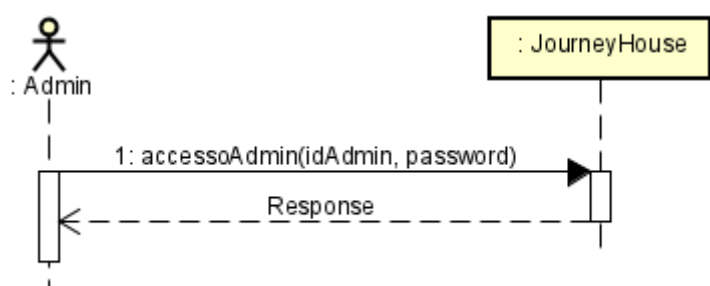 : JourneyHouse
: Admin
1: accessoAdmin(idAdmin, password)
Response